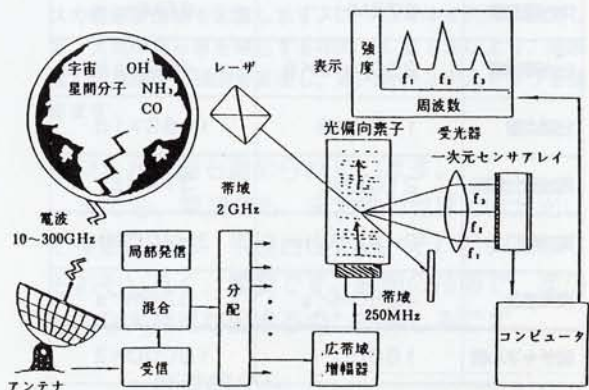 宇宙 OH
星間分子 NH₃
CO
電波
10～300GHz
アンテナ
局部発信
混合
受信
分配
帯域
2GHz
レーザ
光偏向素子
帯域
250MHz
広帯域
増幅器
表示
強度
f₁ f₂ f₃
周波数
受光器
一次元センサアレイ
f₃
f₂
f₁
コンピュータ